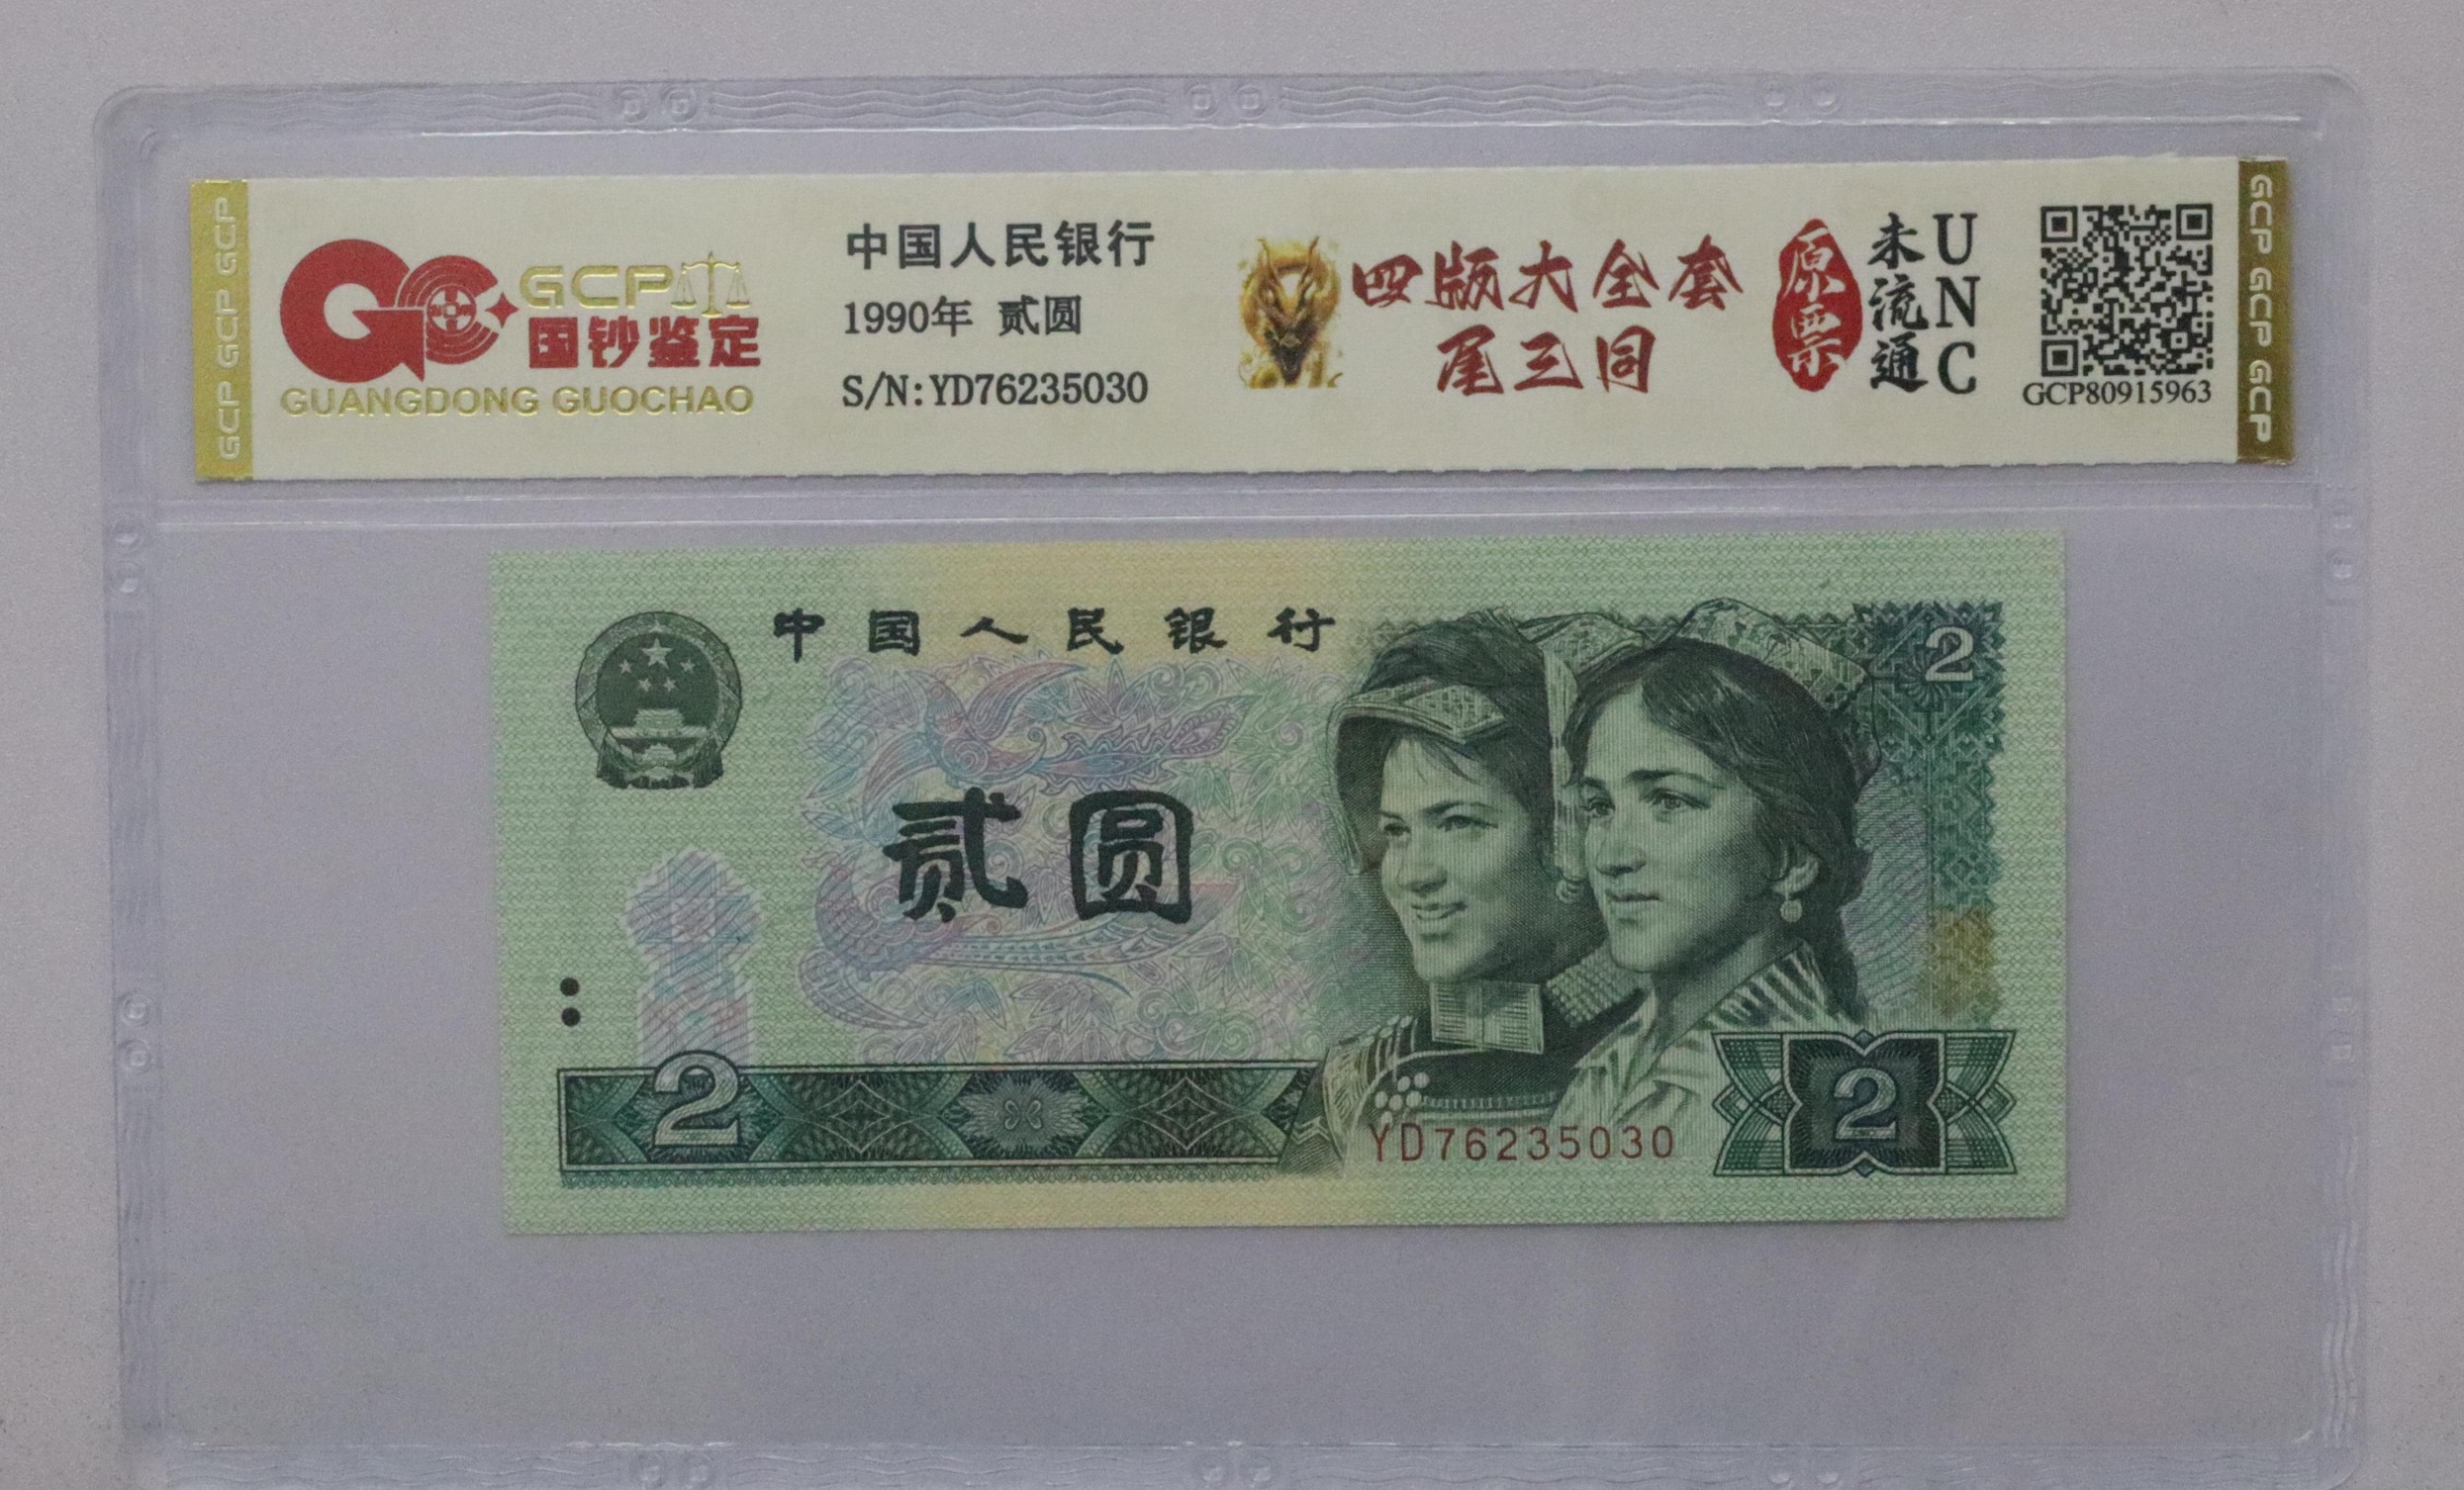 GCP GCP GCP
GCP
国钞鉴定
GUANGDONG GUOCHAO
中国人民银行
1990年 贰圆
S/N:YD76235030
四版大全套
尾三同
原票
未流通
UNC
GCP80915963
GCP GCP GCP
中国人民银行
2
贰圆
2
YD76235030
2